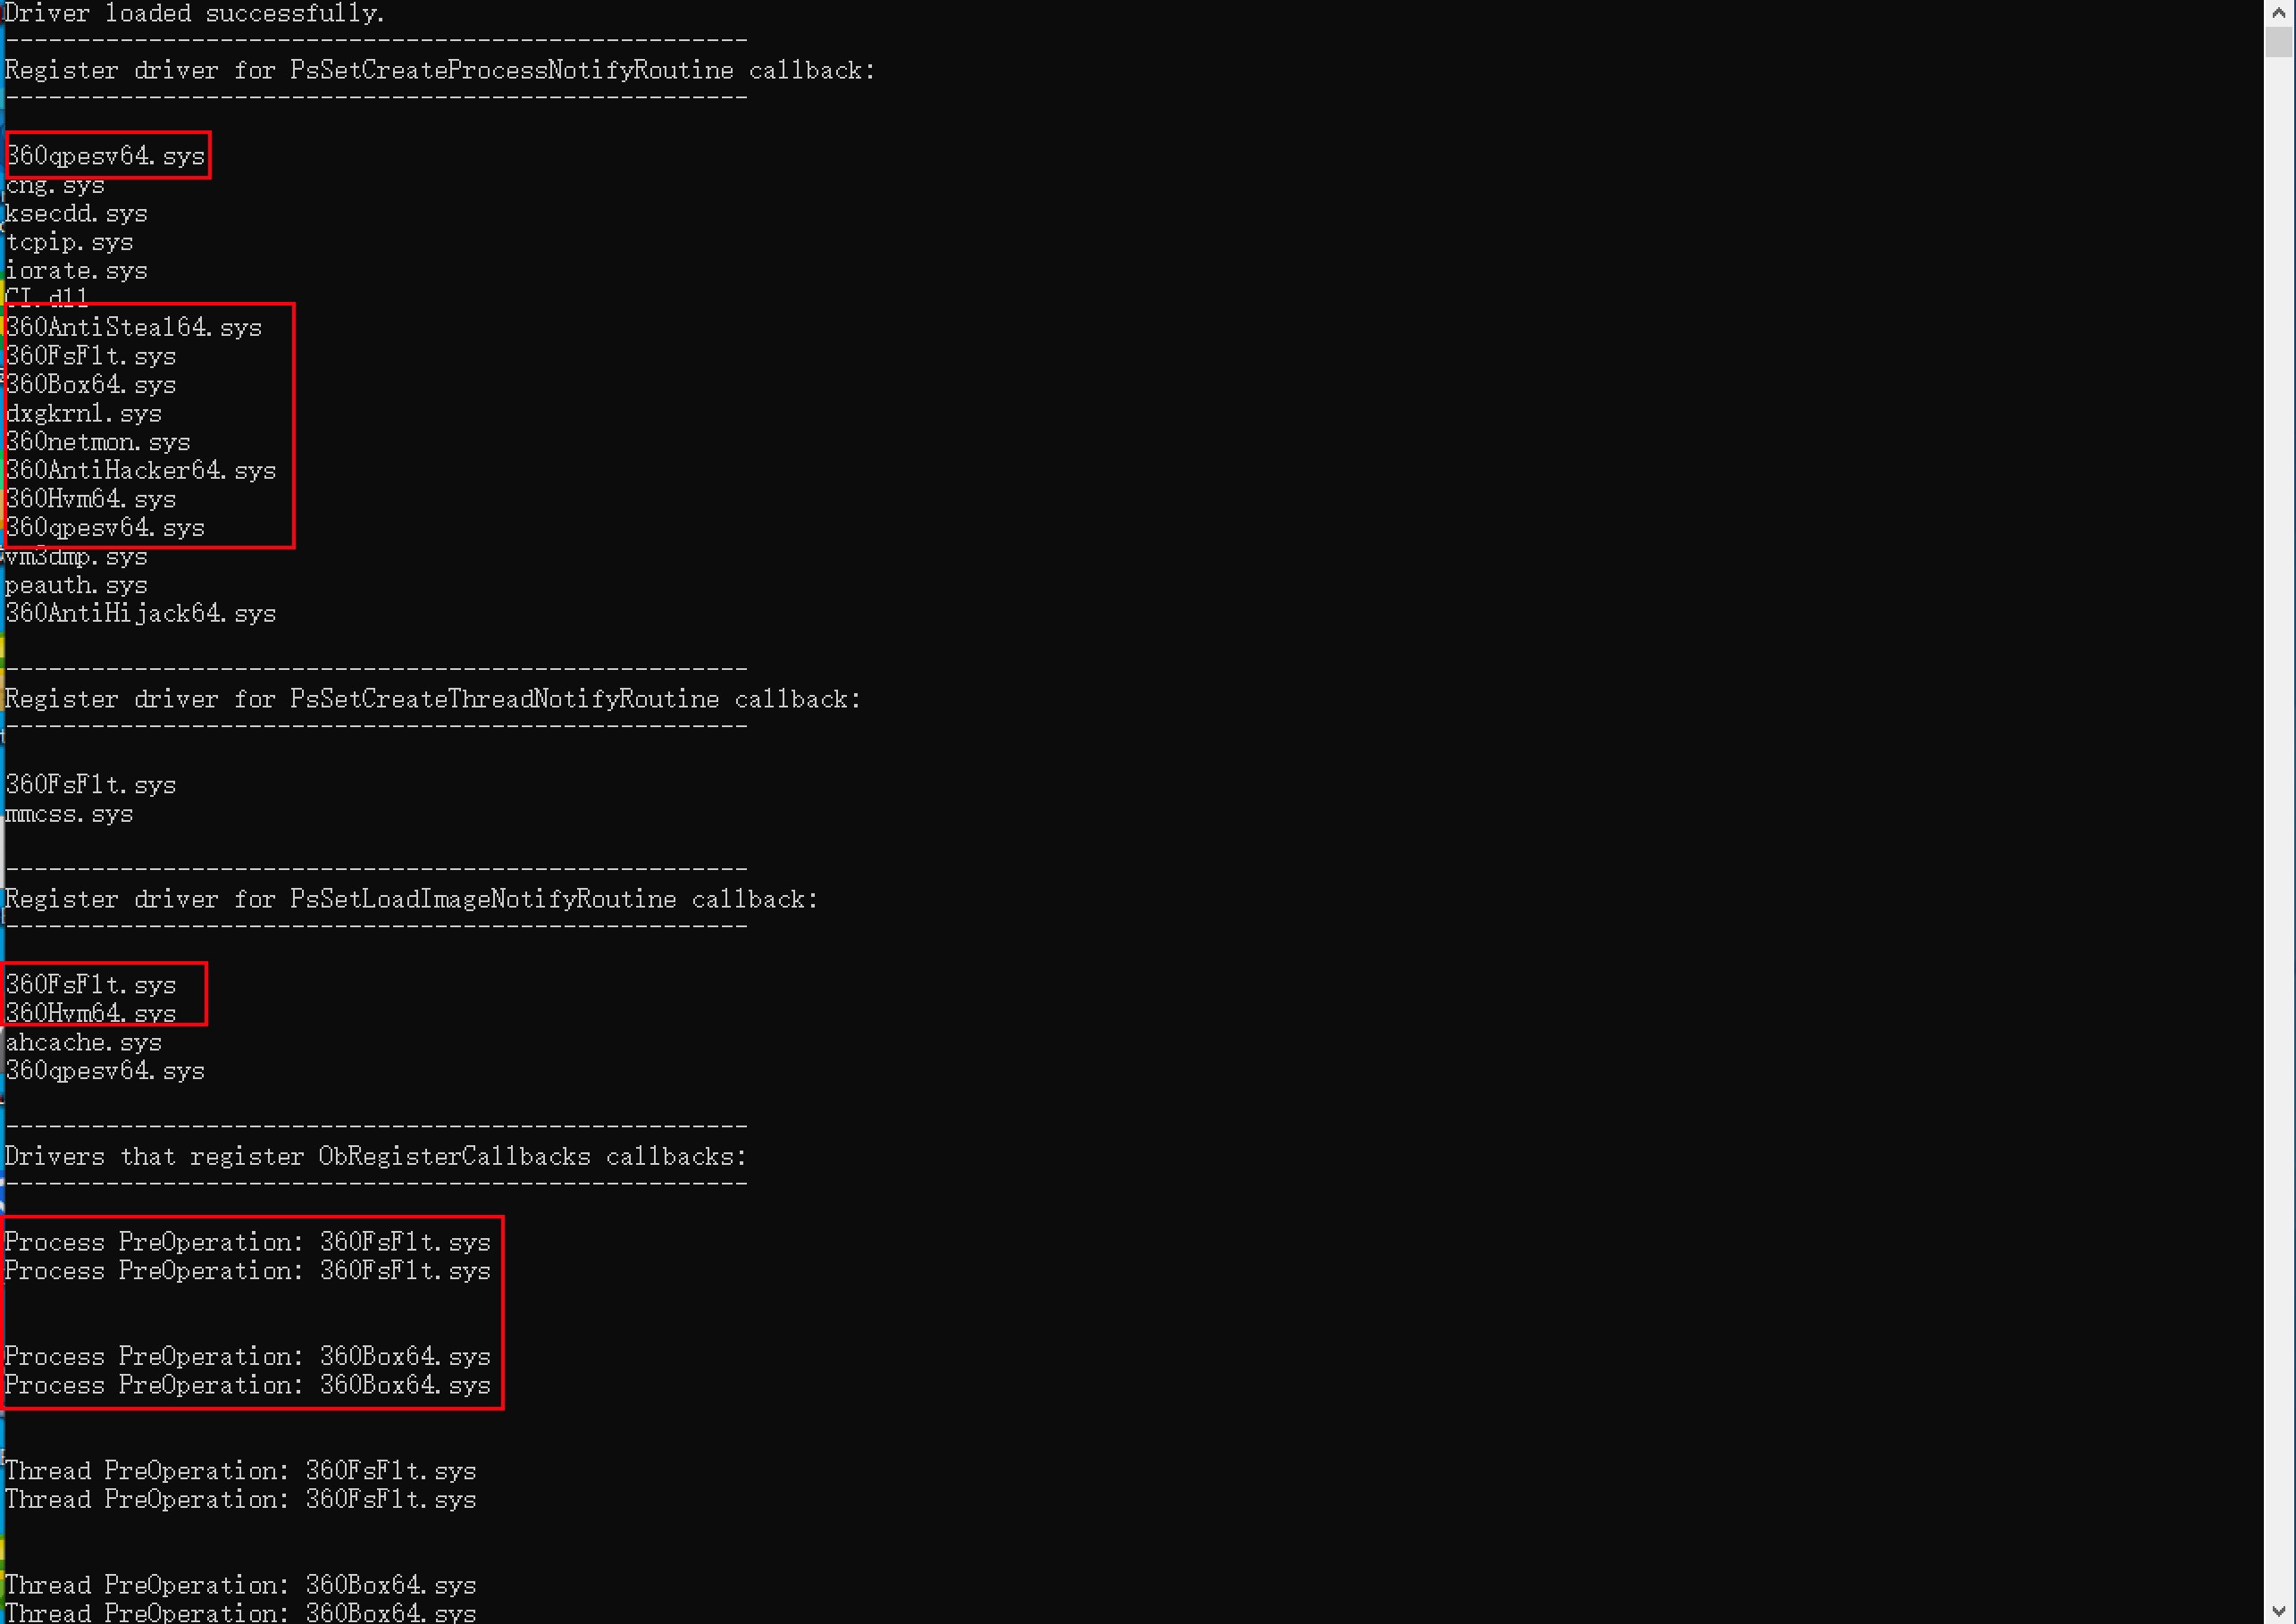 Driver loaded successfully.
----------------------------------------------------
Register driver for PsSetCreateProcessNotifyRoutine callback:
----------------------------------------------------
360qpesv64.sys
cng.sys
ksecdd.sys
tcpip.sys
iorate.sys
CI.dll
360AntiSteal64.sys
360FsFlt.sys
360Box64.sys
dxgkrnl.sys
360netmon.sys
360AntiHacker64.sys
360Hvm64.sys
360qpesv64.sys
vm3dmp.sys
peauth.sys
360AntiHijack64.sys
----------------------------------------------------
Register driver for PsSetCreateThreadNotifyRoutine callback:
----------------------------------------------------
360FsFlt.sys
mmcss.sys
----------------------------------------------------
Register driver for PsSetLoadImageNotifyRoutine callback:
----------------------------------------------------
360FsFlt.sys
360Hvm64.sys
ahcache.sys
360qpesv64.sys
----------------------------------------------------
Drivers that register ObRegisterCallbacks callbacks:
----------------------------------------------------
Process PreOperation: 360FsFlt.sys
Process PreOperation: 360FsFlt.sys
Process PreOperation: 360Box64.sys
Process PreOperation: 360Box64.sys
Thread PreOperation: 360FsFlt.sys
Thread PreOperation: 360FsFlt.sys
Thread PreOperation: 360Box64.sys
Thread PreOperation: 360Box64.sys